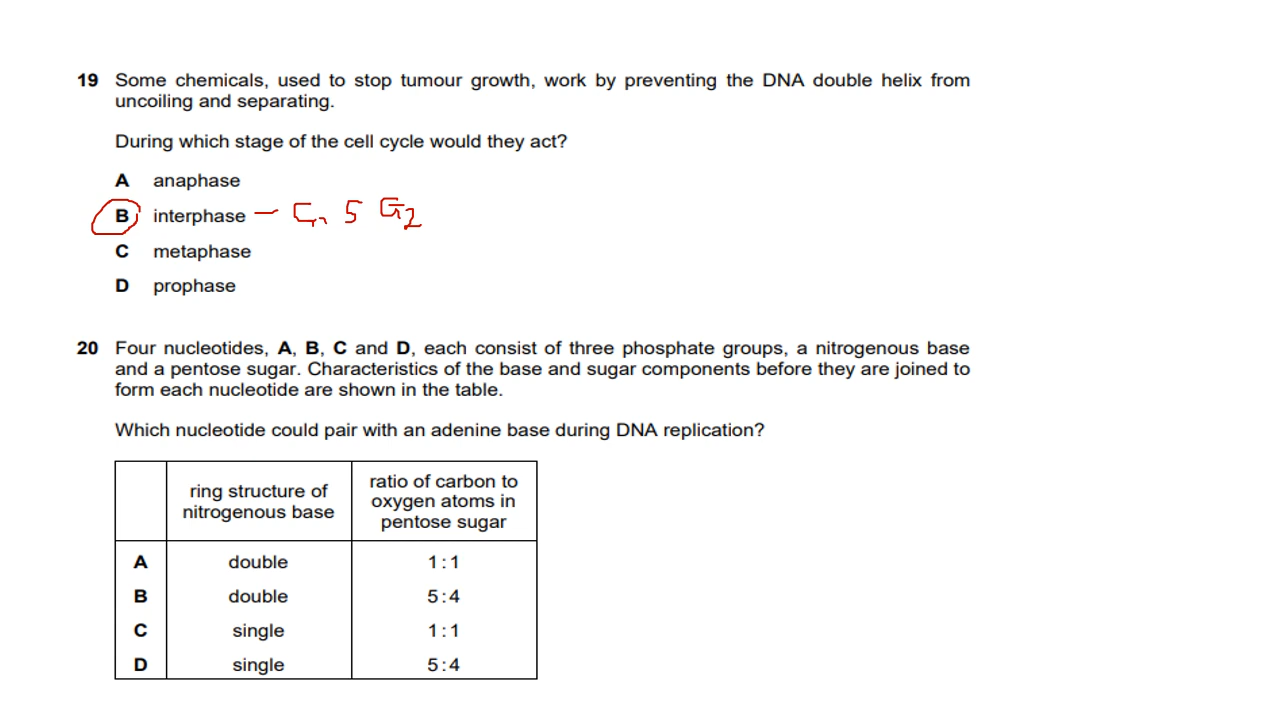 19 Some chemicals, used to stop tumour growth, work by preventing the DNA double helix from
uncoiling and separating.
During which stage of the cell cycle would they act?
A anaphase
B interphase — G1 S G2
C metaphase
D prophase
20 Four nucleotides, A, B, C and D, each consist of three phosphate groups, a nitrogenous base
and a pentose sugar. Characteristics of the base and sugar components before they are joined to
form each nucleotide are shown in the table.
Which nucleotide could pair with an adenine base during DNA replication?
ring structure of
nitrogenous base
ratio of carbon to
oxygen atoms in
pentose sugar
A double 1:1
B double 5:4
C single 1:1
D single 5:4